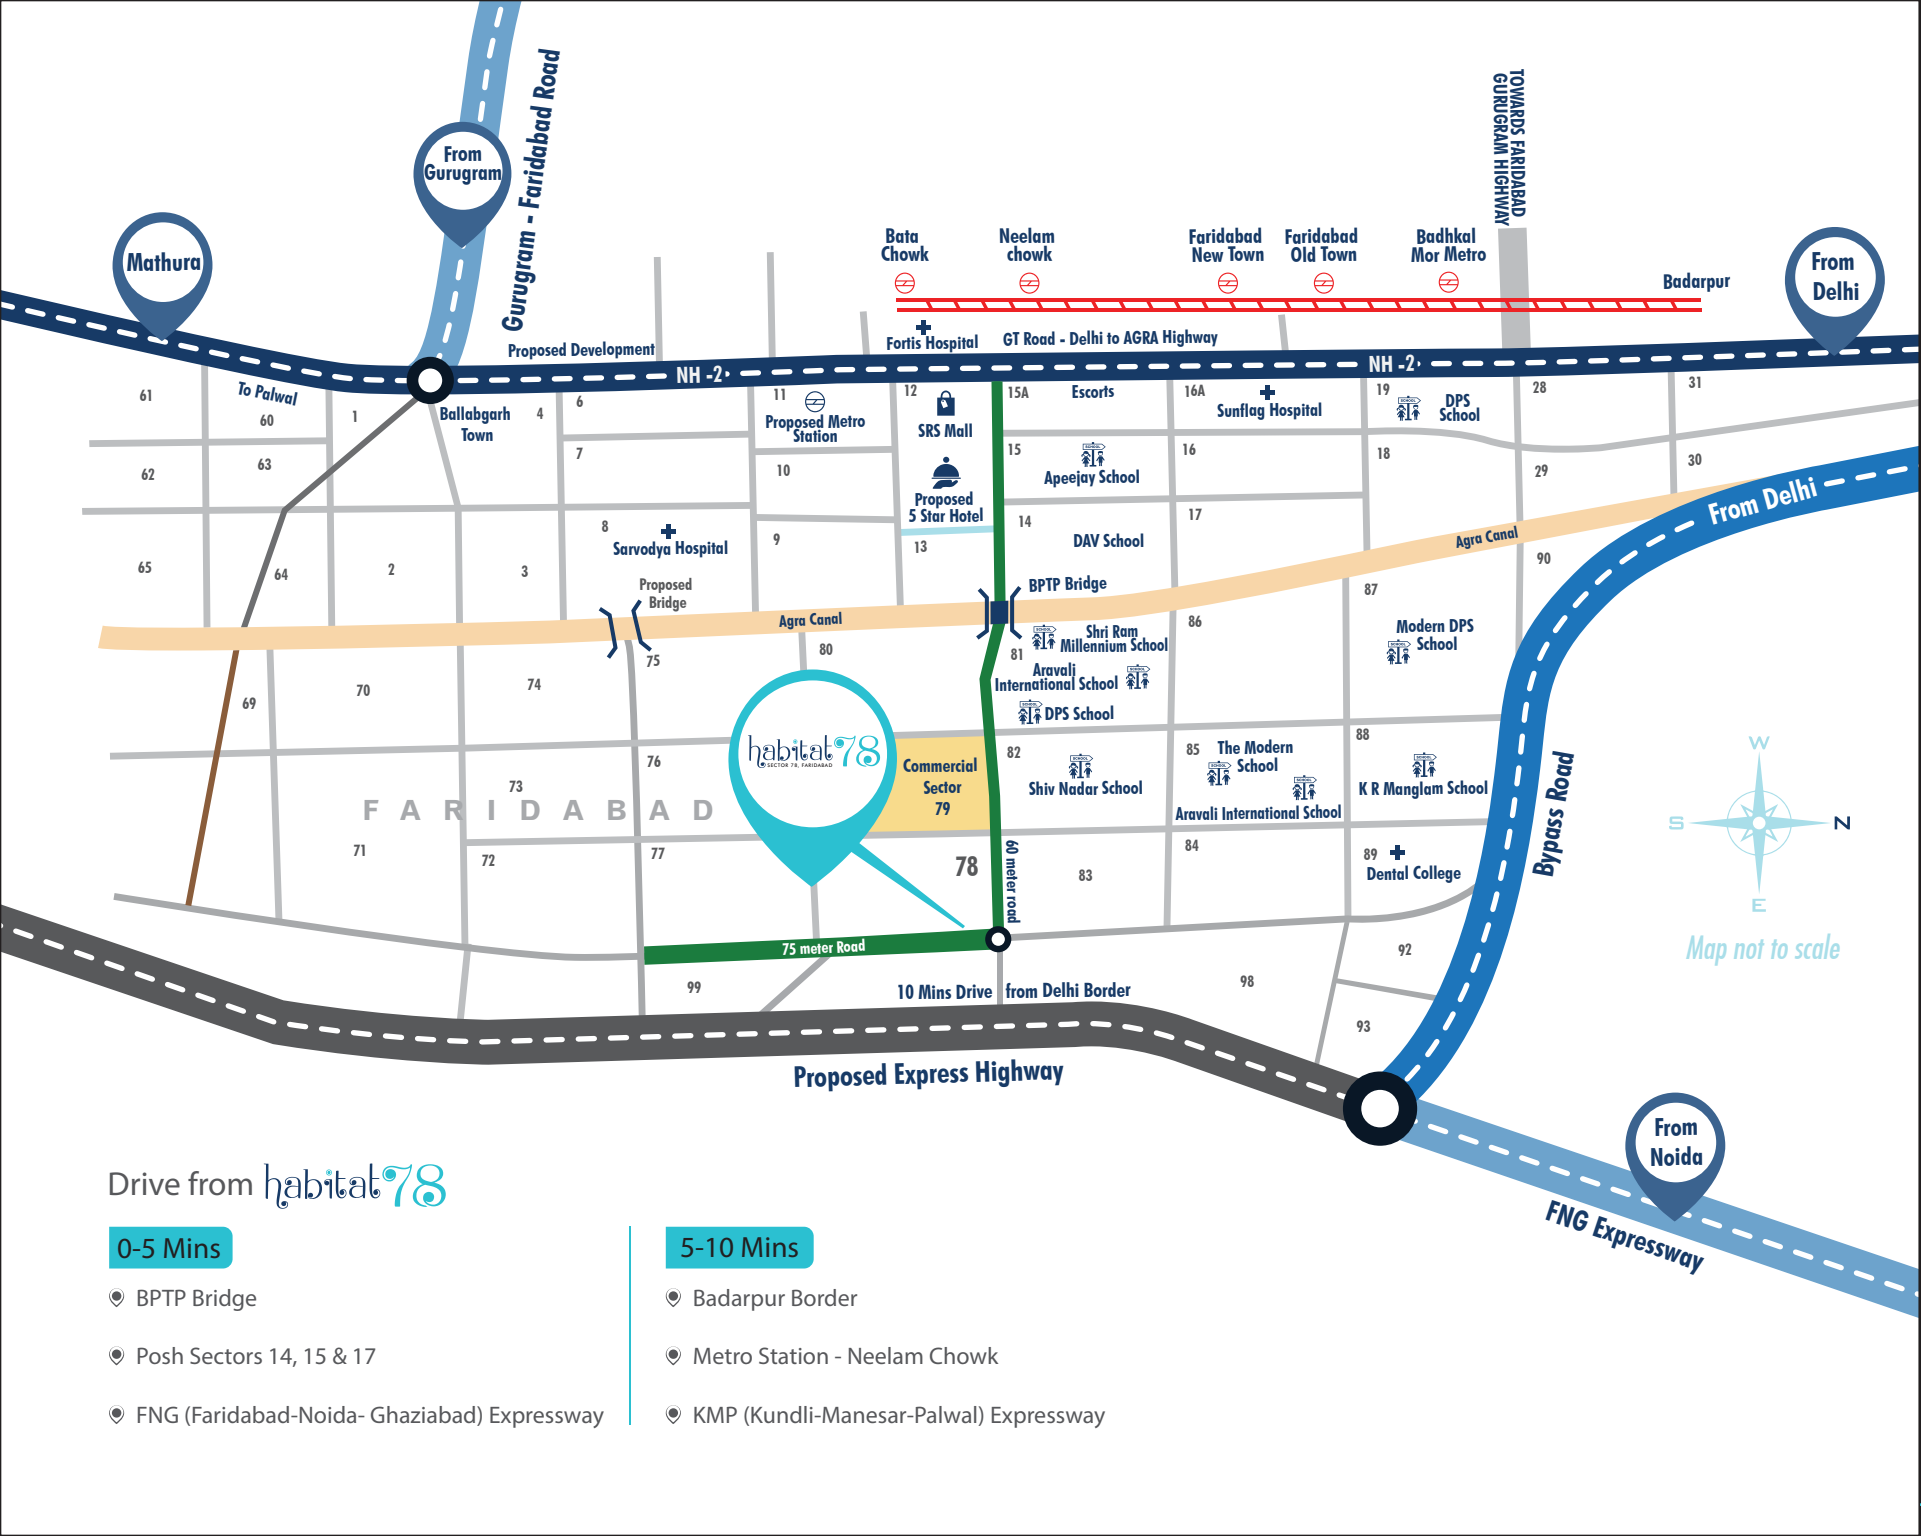 Gurugram - Faridabad Road
TOWARDS FARIDABAD
GURUGRAM HIGHWAY
From
Gurugram
Mathura
Bata
Chowk
Neelam
chowk
Faridabad
New Town
Faridabad
Old Town
Badhkal
Mor Metro
Badarpur
From
Delhi
Fortis Hospital
GT Road - Delhi to AGRA Highway
Proposed Development
NH -2
NH -2
61
To Palwal
60
1
Ballabgarh
Town
4
6
11
Proposed Metro
Station
12
SRS Mall
15A
Escorts
16A
Sunflag Hospital
19
DPS
School
28
31
62
63
7
10
Proposed
5 Star Hotel
15
Apeejay School
16
18
29
30
From Delhi
65
64
2
3
8
Sarvodya Hospital
9
13
14
DAV School
17
Agra Canal
90
Proposed
Bridge
Agra Canal
BPTP Bridge
87
86
75
80
81
SCHOOL
Shri Ram
Millennium School
Aravali
International School
DPS School
Modern DPS
School
69
70
74
habitat 78
SECTOR 78, FARIDABAD
76
73
FARIDABAD
Commercial
Sector
79
82
Shiv Nadar School
85
The Modern
School
Aravali International School
88
K R Manglam School
Bypass Road
W
S
N
E
Map not to scale
71
72
77
78
60 meter road
83
84
89
Dental College
75 meter Road
92
99
10 Mins Drive from Delhi Border
98
93
Proposed Express Highway
From
Noida
FNG Expressway
Drive from habitat 78
0-5 Mins
BPTP Bridge
Posh Sectors 14, 15 & 17
FNG (Faridabad-Noida- Ghaziabad) Expressway
5-10 Mins
Badarpur Border
Metro Station - Neelam Chowk
KMP (Kundli-Manesar-Palwal) Expressway